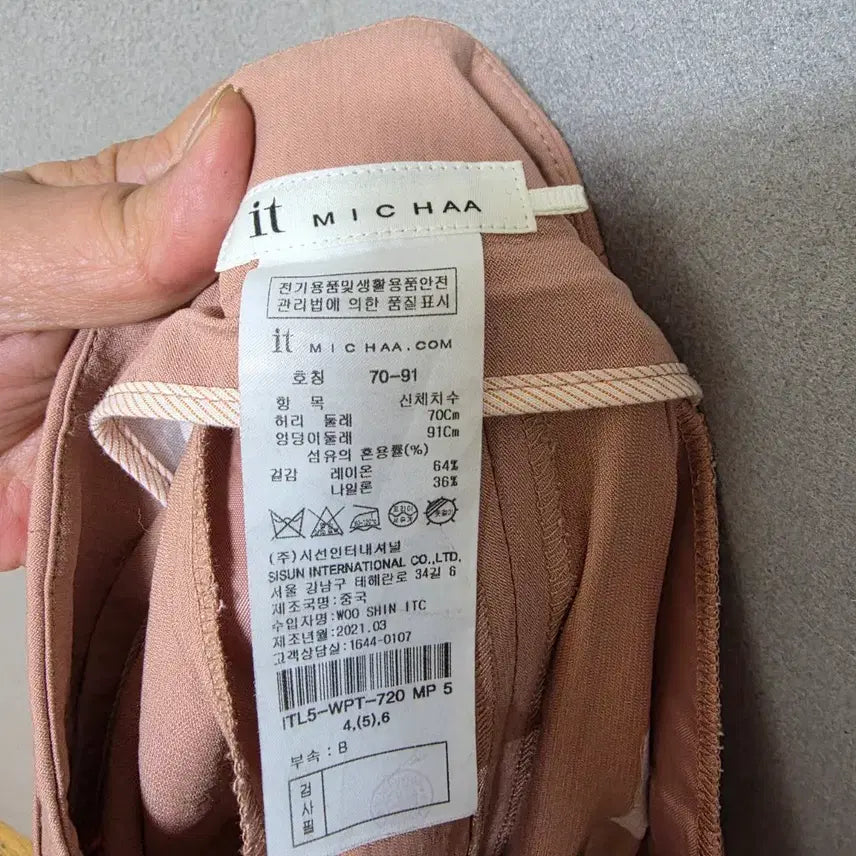 it MICHAA
전기용품및생활용품안전
관리법에 의한 품질표시
it MICHAA.COM
호칭 70-91
항 목 신체치수
허리 둘레 70Cm
엉덩이둘레 91Cm
섬유의 혼용률(%)
겉감 레이온 64%
나일론 36%
(주)시선인터내셔널
SISUN INTERNATIONAL CO.,LTD.
서울 강남구 테헤란로 34길 6
제조국명:중국
수입자명:WOO SHIN ITC
제조년월:2021.03
고객상담실:1644-0107
ITL5-WPT-720 MP 5
4,(5),6
부속 : B
검사필